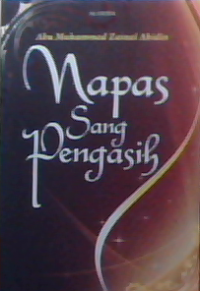 Abu Muhammad Zainal Abidin
Napas
Sang
Pengasih